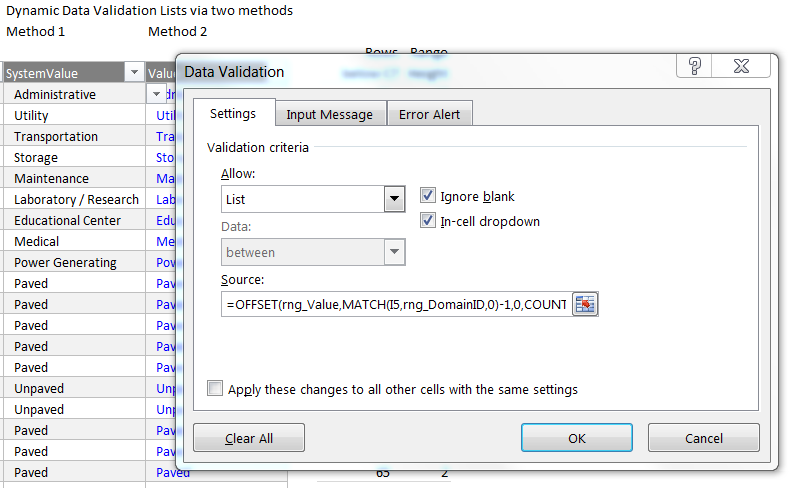 Dynamic Data Validation Lists via two methods
Method 1 Method 2
Rows Range
SystemValue Value
Data Validation
Administrative
Utility Util
Transportation Tra
Storage Sto
Maintenance Ma
Laboratory / Research Lab
Educational Center Edu
Medical Me
Power Generating Pow
Paved Pav
Paved Pav
Paved Pav
Paved Pav
Paved Pav
Unpaved Unp
Unpaved Unp
Paved Pav
Paved Pav
Paved Paved 65 2
Settings Input Message Error Alert
Validation criteria
Allow:
List Ignore blank
In-cell dropdown
Data:
between
Source:
=OFFSET(rng_Value,MATCH(I5,rng_DomainID,0)-1,0,COUNT
Apply these changes to all other cells with the same settings
Clear All OK Cancel